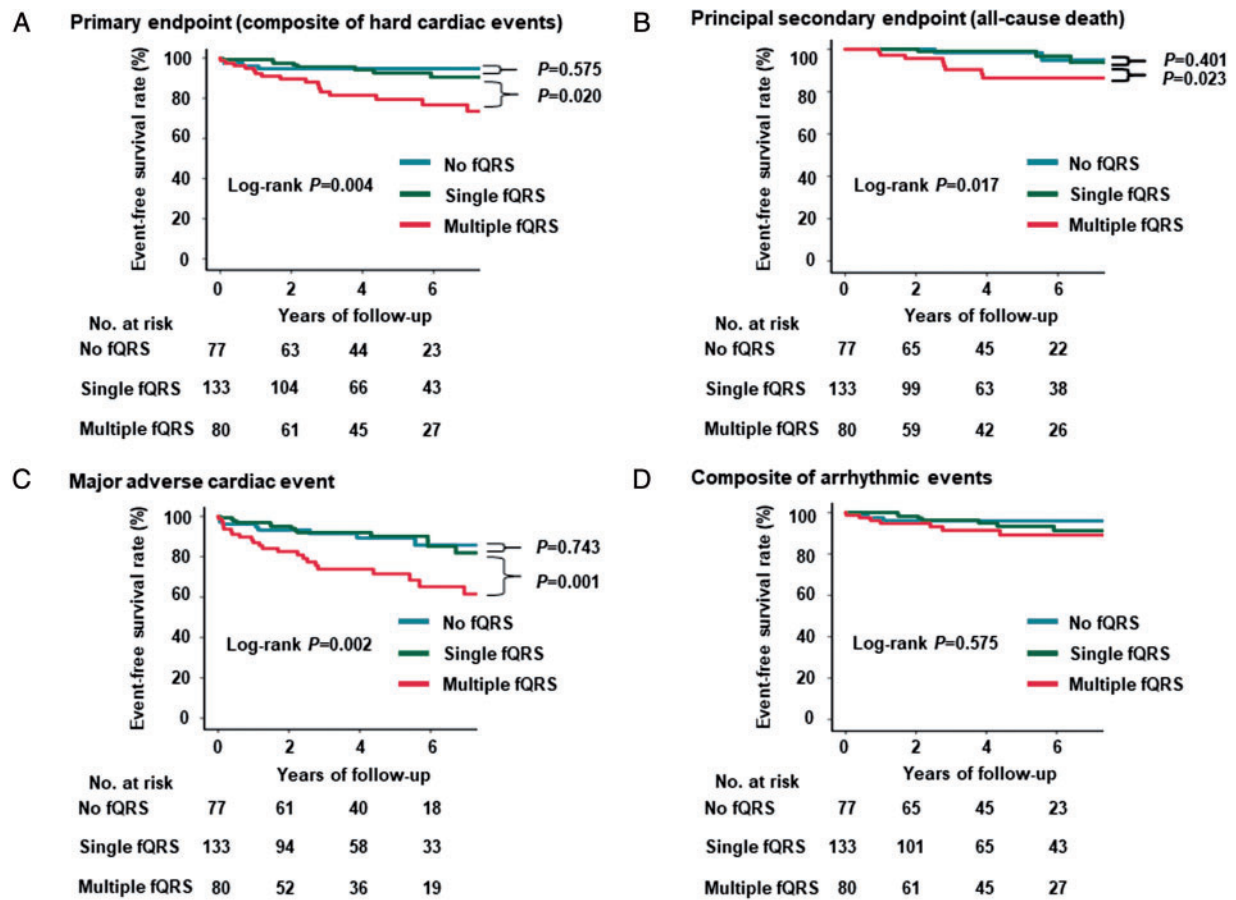 A
Primary endpoint (composite of hard cardiac events)
Event-free survival rate (%)
100
80
60
40
20
0
P=0.575
P=0.020
No fQRS
Single fQRS
Multiple fQRS
Log-rank P=0.004
0 2 4 6
Years of follow-up
No. at risk
No fQRS 77 63 44 23
Single fQRS 133 104 66 43
Multiple fQRS 80 61 45 27
B
Principal secondary endpoint (all-cause death)
Event-free survival rate (%)
100
80
60
40
20
0
P=0.401
P=0.023
No fQRS
Single fQRS
Multiple fQRS
Log-rank P=0.017
0 2 4 6
Years of follow-up
No. at risk
No fQRS 77 65 45 22
Single fQRS 133 99 63 38
Multiple fQRS 80 59 42 26
C
Major adverse cardiac event
Event-free survival rate (%)
100
80
60
40
20
0
P=0.743
P=0.001
No fQRS
Single fQRS
Multiple fQRS
Log-rank P=0.002
0 2 4 6
Years of follow-up
No. at risk
No fQRS 77 61 40 18
Single fQRS 133 94 58 33
Multiple fQRS 80 52 36 19
D
Composite of arrhythmic events
Event-free survival rate (%)
100
80
60
40
20
0
No fQRS
Single fQRS
Multiple fQRS
Log-rank P=0.575
0 2 4 6
Years of follow-up
No. at risk
No fQRS 77 65 45 23
Single fQRS 133 101 65 43
Multiple fQRS 80 61 45 27